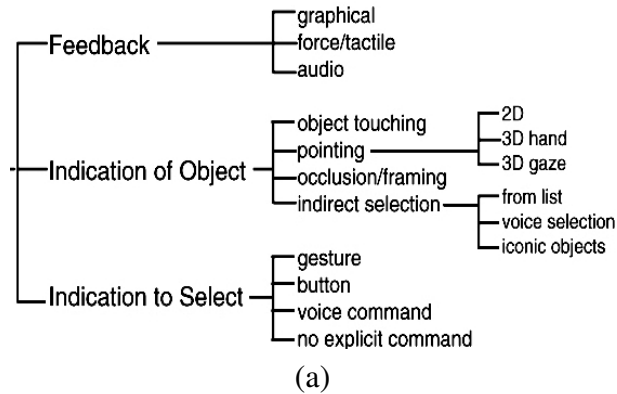 Feedback
graphical
force/tactile
audio
Indication of Object
object touching
pointing
2D
3D hand
3D gaze
occlusion/framing
indirect selection
from list
voice selection
iconic objects
Indication to Select
gesture
button
voice command
no explicit command
(a)